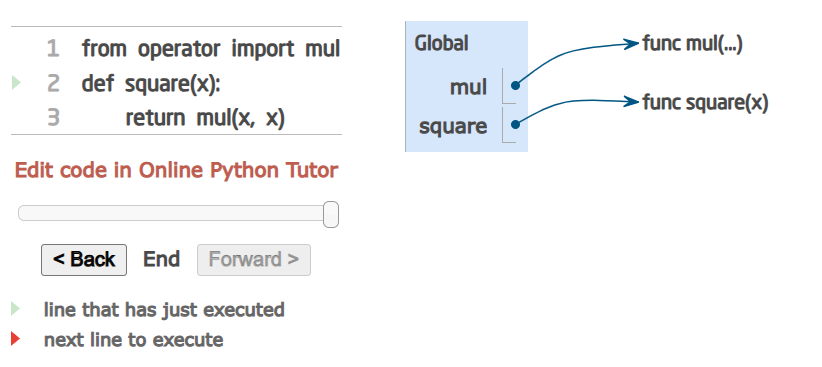 1 from operator import mul
2 def square(x):
3     return mul(x, x)
Edit code in Online Python Tutor
< Back End Forward >
line that has just executed
next line to execute
Global
mul
square
func mul(...)
func square(x)